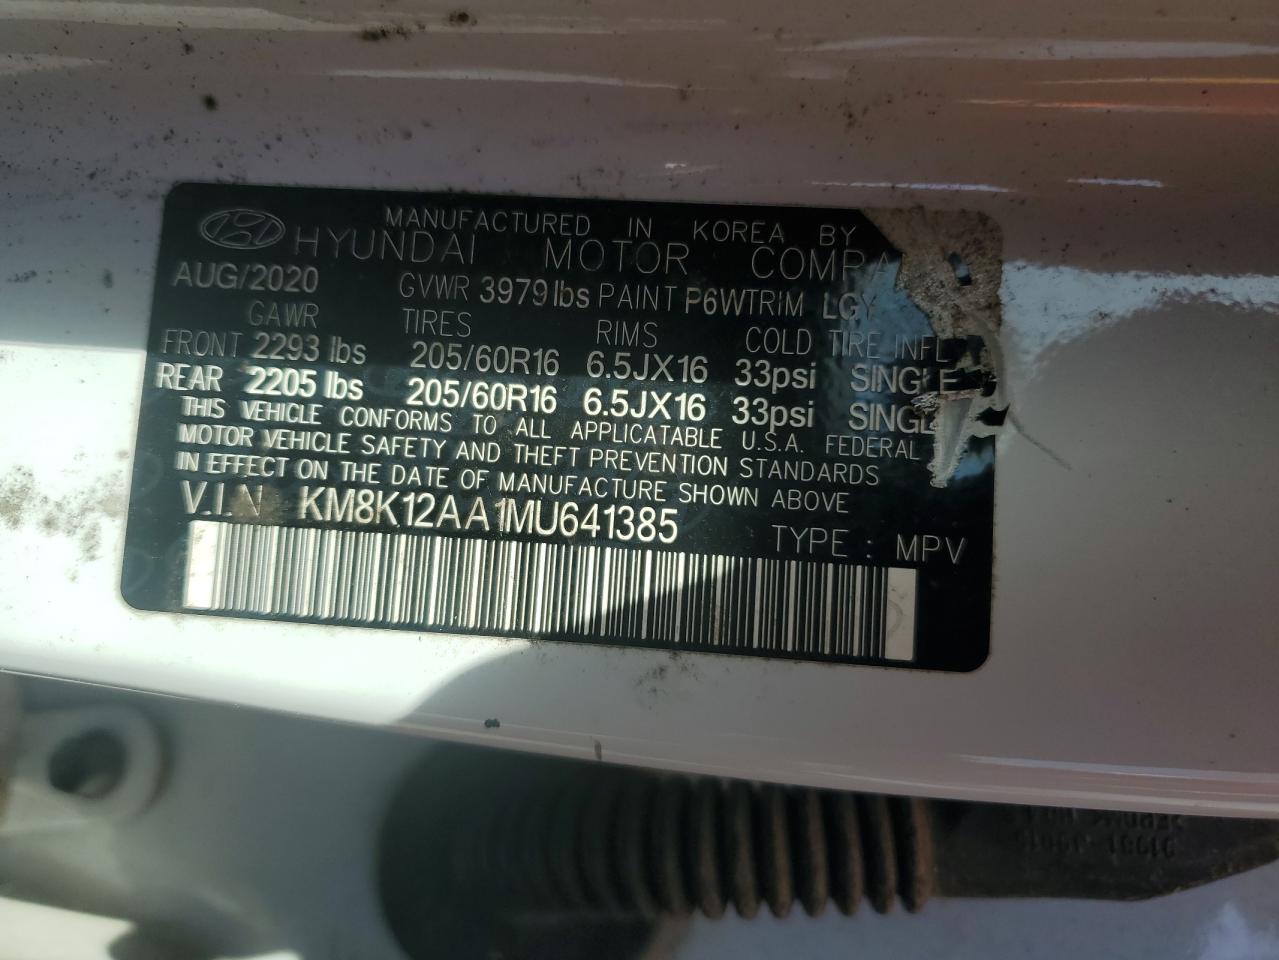 MANUFACTURED IN KOREA BY
HYUNDAI MOTOR COMPA
AUG/2020 GVWR 3979 lbs PAINT P6W TRIM LGY
GAWR TIRES RIMS COLD TIRE INFL
FRONT 2293 lbs 205/60R16 6.5JX16 33psi SINGLE
REAR 2205 lbs 205/60R16 6.5JX16 33psi SINGL
THIS VEHICLE CONFORMS TO ALL APPLICATABLE U.S.A. FEDERAL
MOTOR VEHICLE SAFETY AND THEFT PREVENTION STANDARDS
IN EFFECT ON THE DATE OF MANUFACTURE SHOWN ABOVE
V.I.N KM8K12AA1MU641385
TYPE : MPV